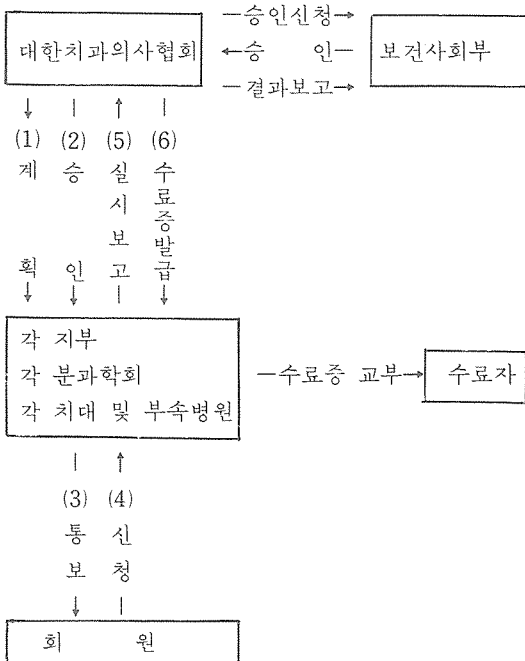 대한치과의사협회
—승인신청→
←승 인—
—결과보고→
보건사회부
↓ | ↑ |
(1) (2) (5) (6)
계획 승인 실시보고 수료증발급
↓ ↓ | ↓
각 지부
각 분과학회
각 치대 및 부속병원
—수료증 교부→
수료자
| ↑
(3) (4)
통보 신청
↓ |
회 원